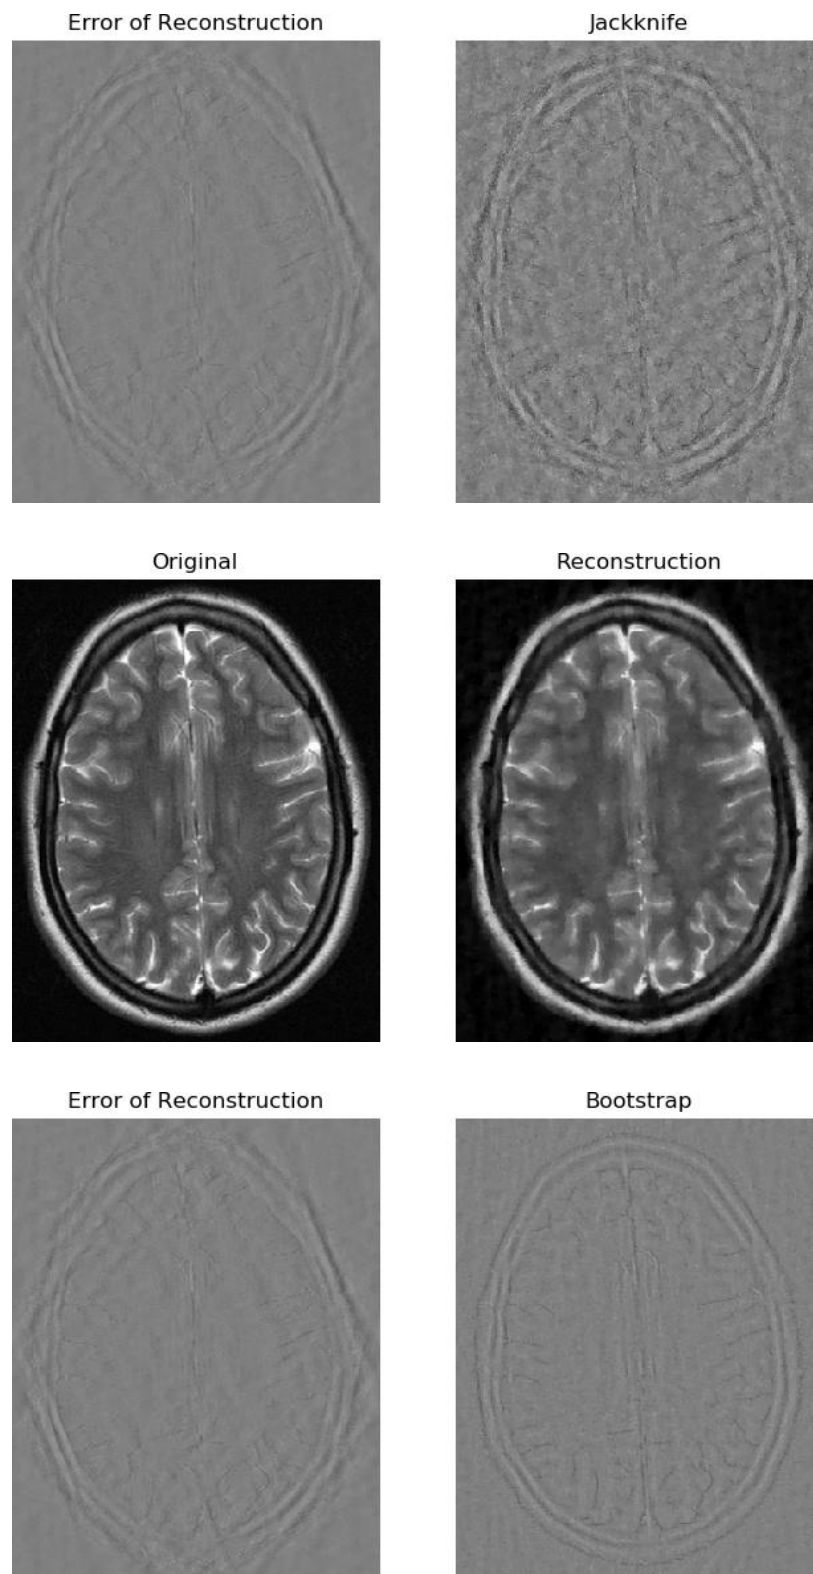 Error of Reconstruction
Jackknife
Original
Reconstruction
Error of Reconstruction
Bootstrap